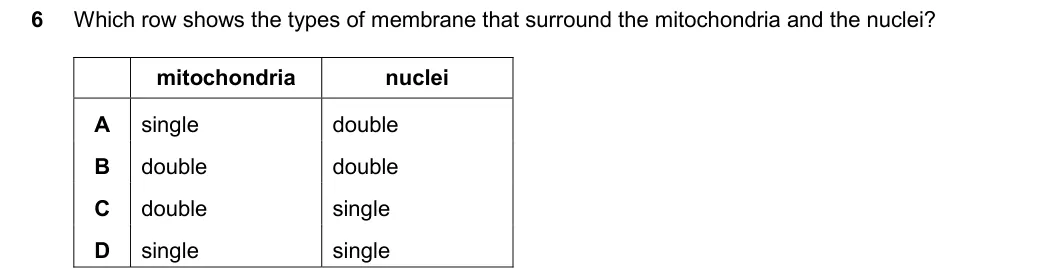 6 Which row shows the types of membrane that surround the mitochondria and the nuclei?
mitochondria nuclei
A single double
B double double
C double single
D single single